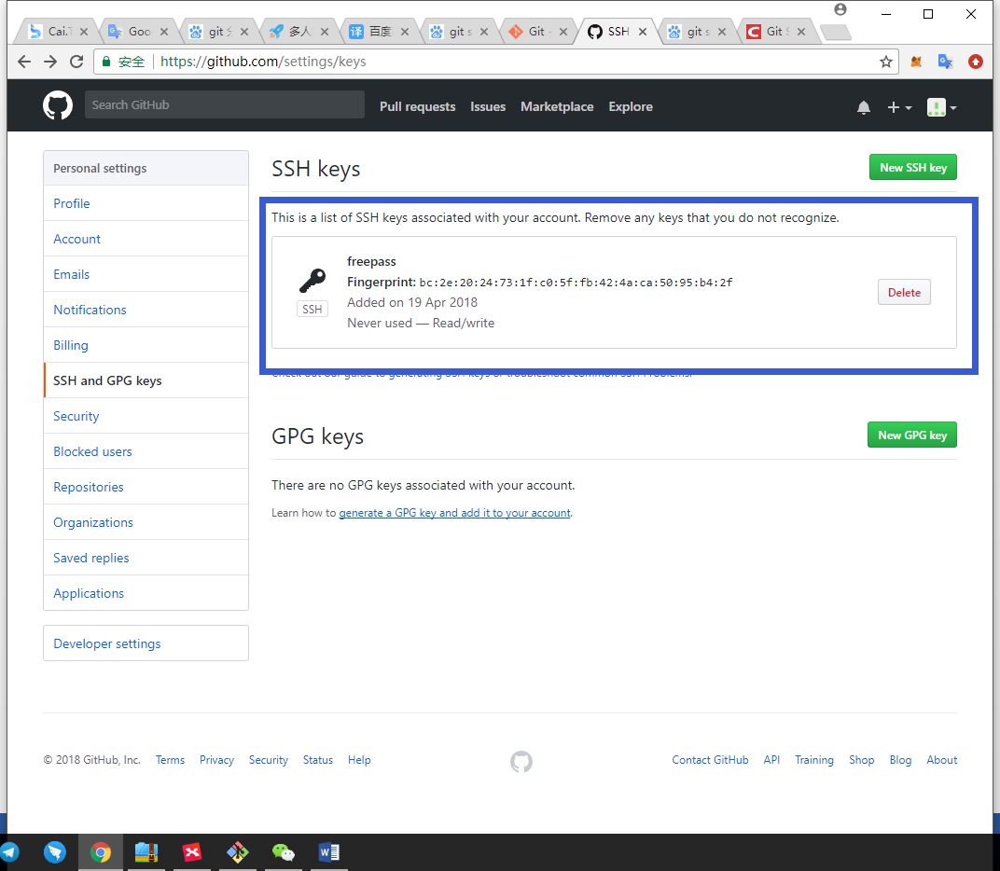 Cai.T
Goo
git 分
多人
百度
git s
Git -
SSH
git s
Git S
安全
https://github.com/settings/keys
Search GitHub
Pull requests Issues Marketplace Explore
Personal settings
Profile
Account
Emails
Notifications
Billing
SSH and GPG keys
Security
Blocked users
Repositories
Organizations
Saved replies
Applications
Developer settings
SSH keys
New SSH key
This is a list of SSH keys associated with your account. Remove any keys that you do not recognize.
SSH
freepass
Fingerprint: bc:2e:20:24:73:1f:c0:5f:fb:42:4a:ca:50:95:b4:2f
Added on 19 Apr 2018
Never used — Read/write
Delete
Check out our guide to generating SSH keys or troubleshoot common SSH Problems.
GPG keys
New GPG key
There are no GPG keys associated with your account.
Learn how to generate a GPG key and add it to your account.
© 2018 GitHub, Inc. Terms Privacy Security Status Help
Contact GitHub API Training Shop Blog About